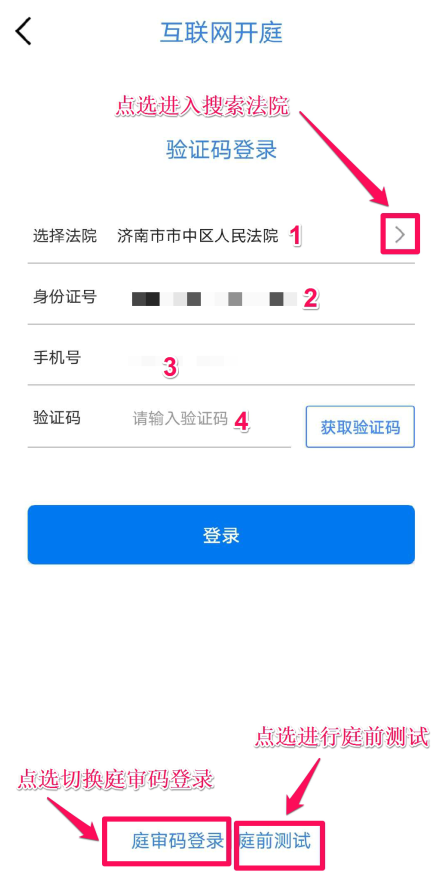 互联网开庭
点选进入搜索法院
验证码登录
选择法院 济南市市中区人民法院 1
身份证号 2
手机号 3
验证码 请输入验证码 4 获取验证码
登录
点选进行庭前测试
点选切换庭审码登录
庭审码登录 庭前测试